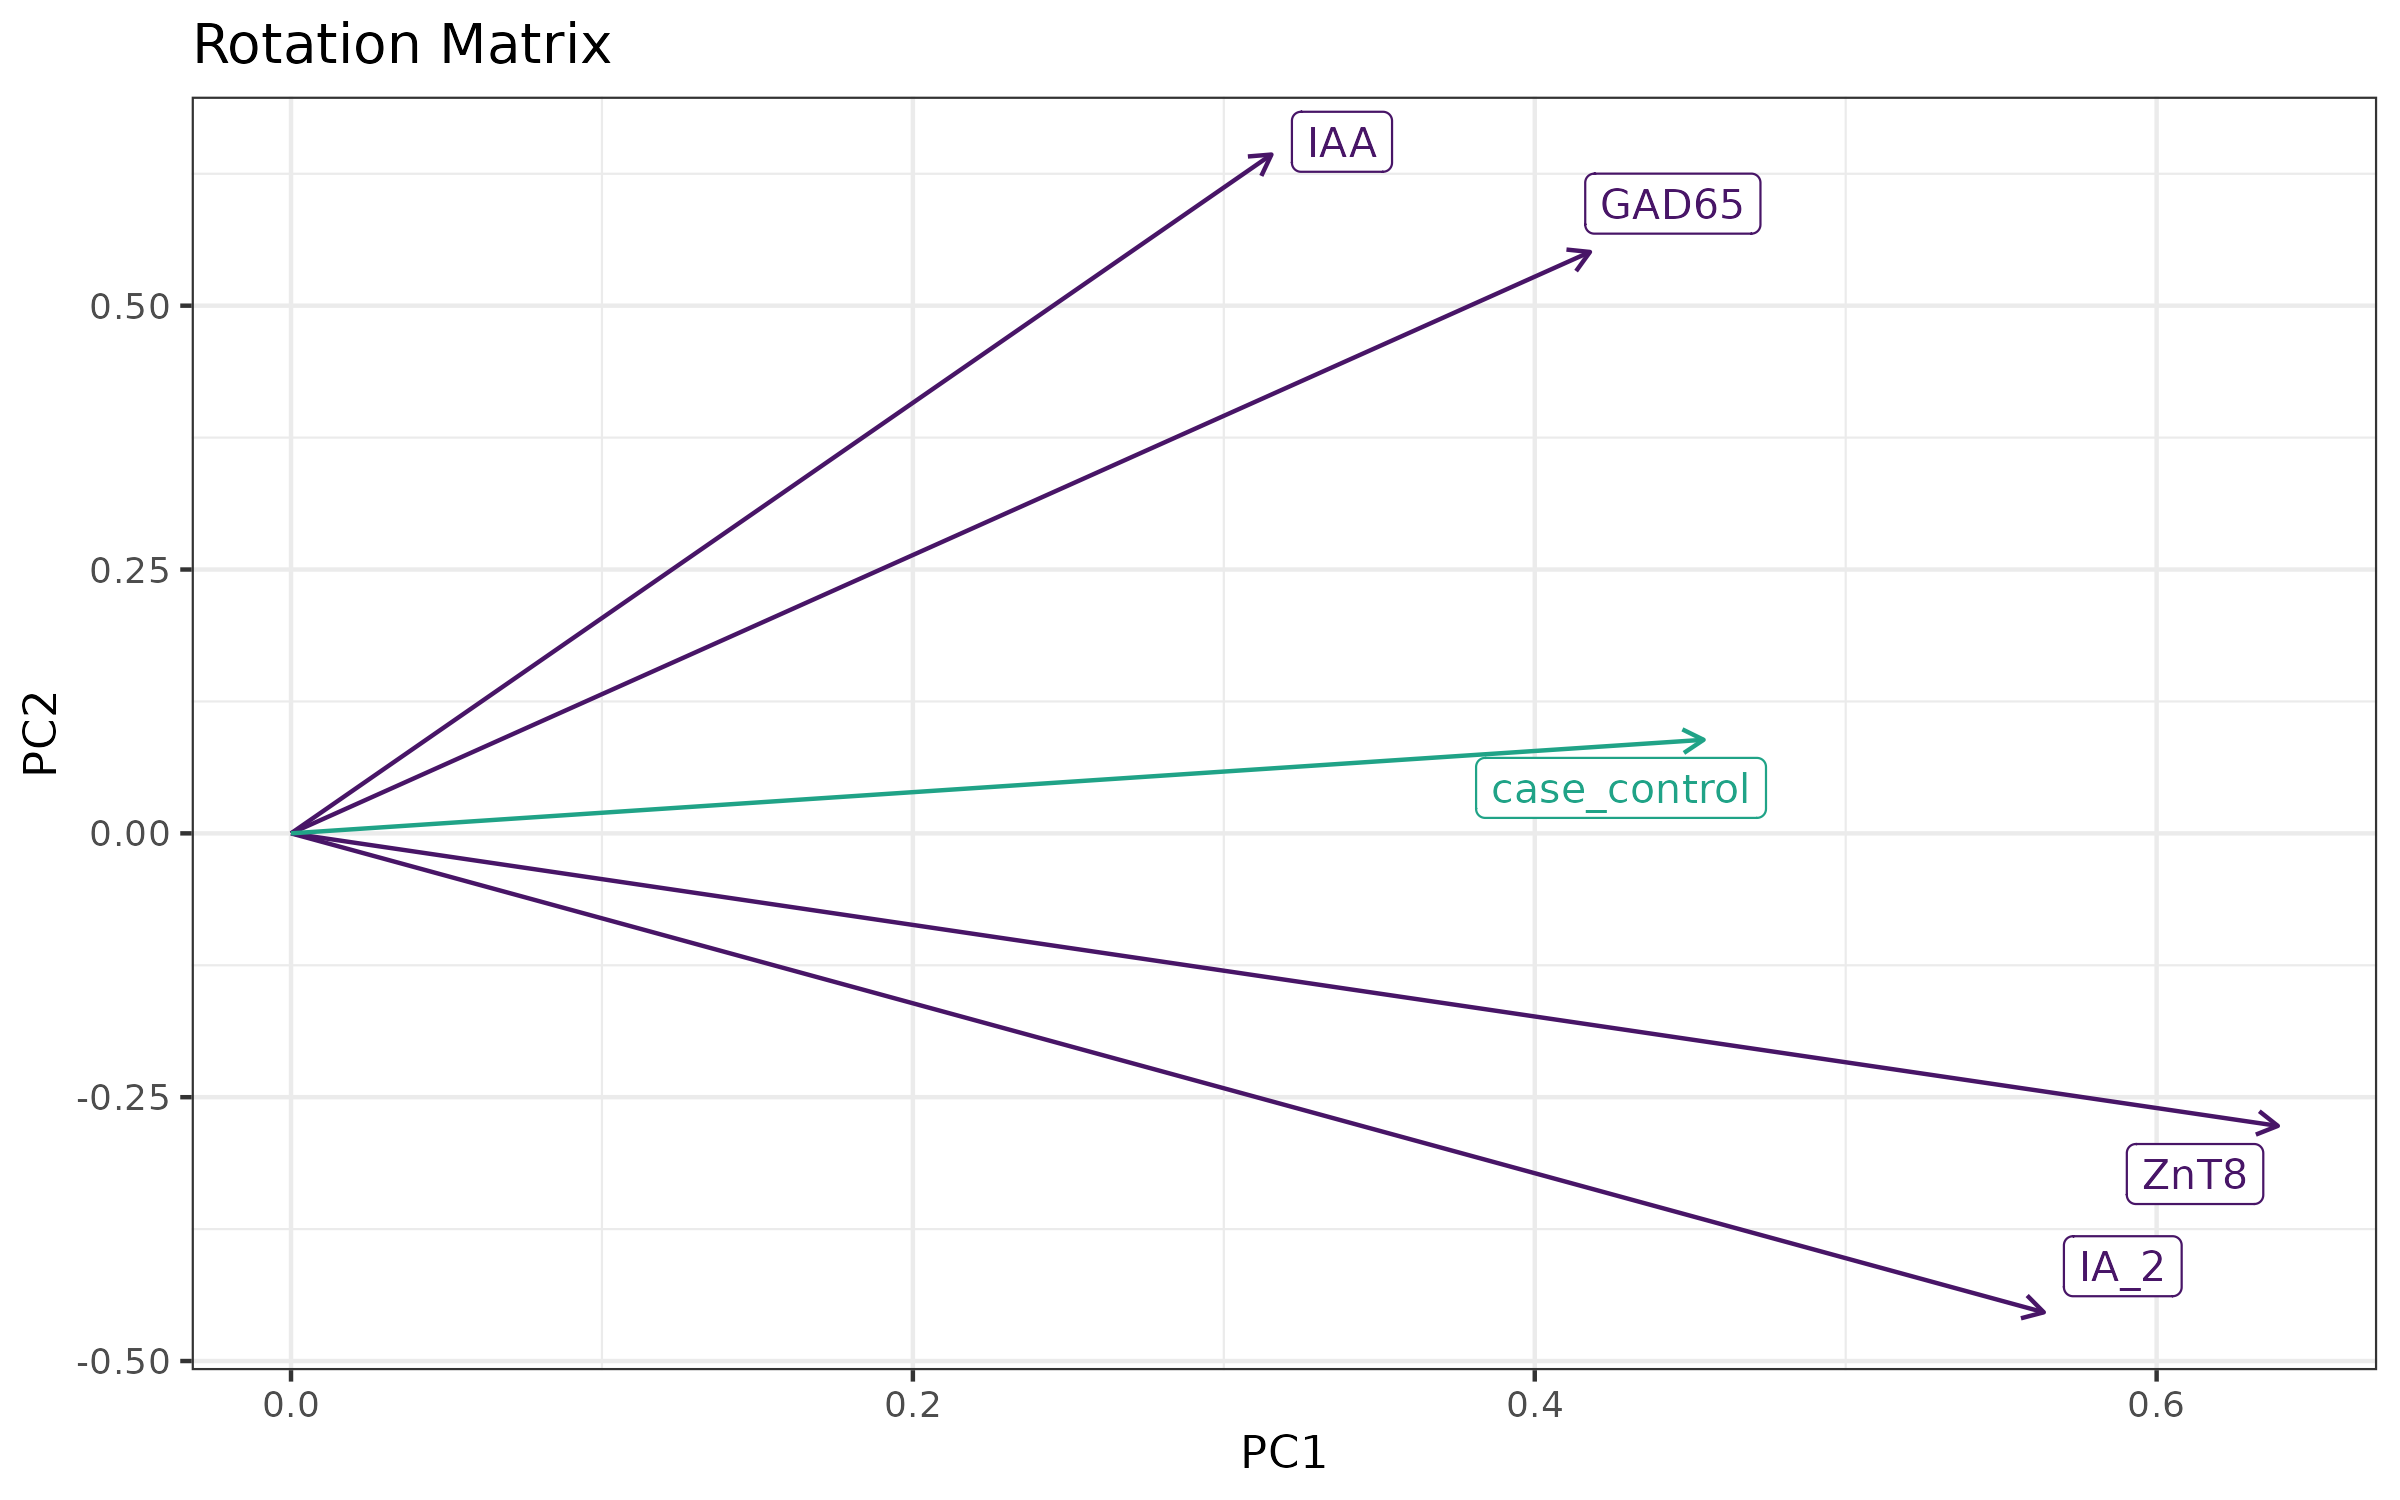 Rotation Matrix
IAA
GAD65
0.50
0.25
case_control
0.00
-0.25
ZnT8
IA_2
-0.50
0.0
0.2
0.4
0.6
PC1
PC2